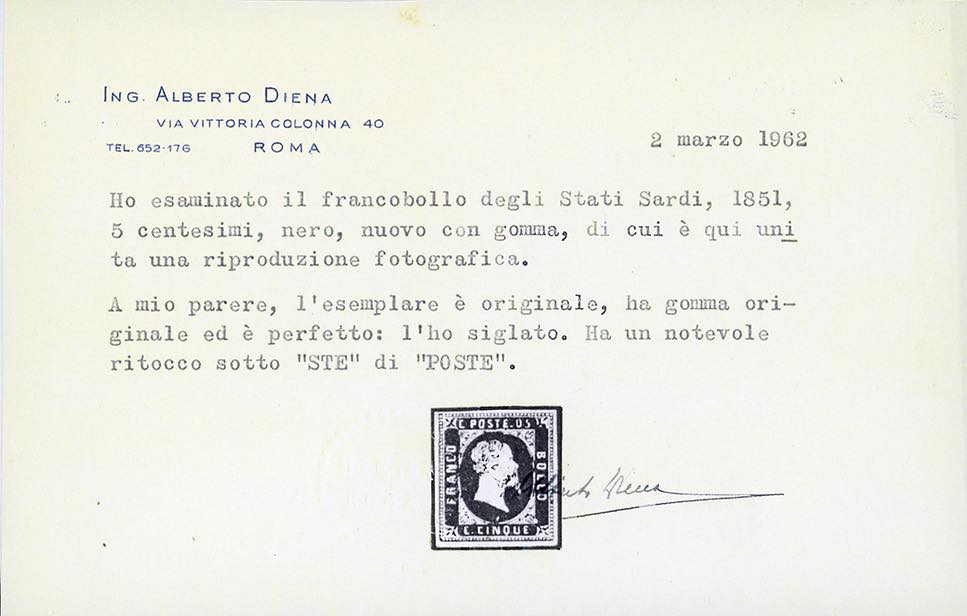 ING. ALBERTO DIENA
VIA VITTORIA COLONNA 40
TEL. 652-176 ROMA
2 marzo 1962
Ho esaminato il francobollo degli Stati Sardi, 1851,
5 centesimi, nero, nuovo con gomma, di cui è qui uni
ta una riproduzione fotografica.
A mio parere, l'esemplare è originale, ha gomma ori-
ginale ed è perfetto: l'ho siglato. Ha un notevole
ritocco sotto "STE" di "POSTE".
C. POSTE. 05
FRANCO
BOLLO
C. CINQUE
Alberto Diena